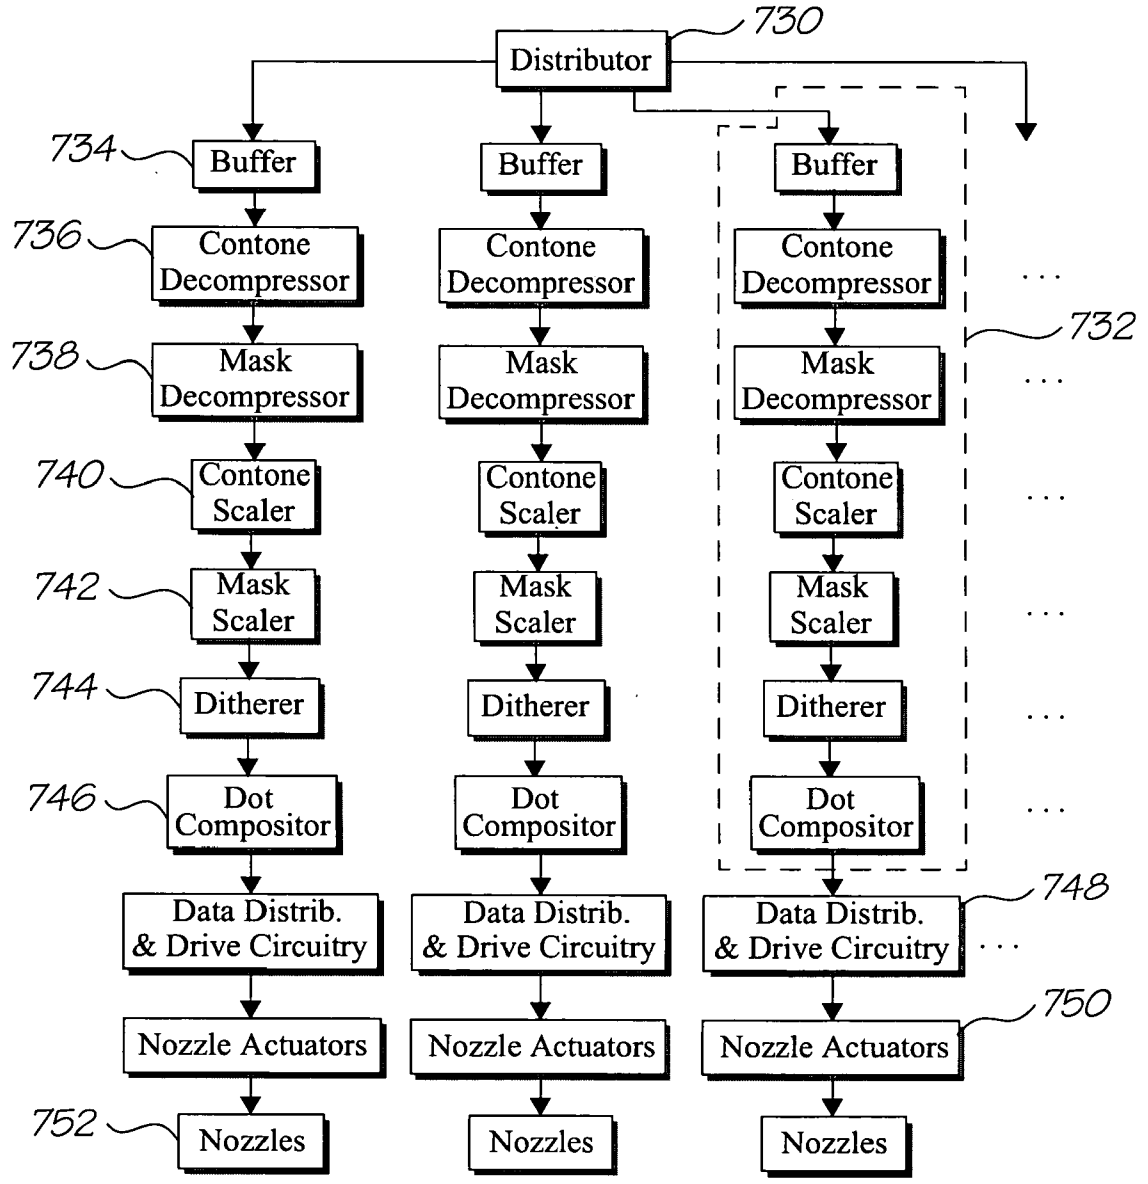 730
Distributor
734
Buffer
Buffer
Buffer
736
Contone
Decompressor
Contone
Decompressor
Contone
Decompressor
...
732
738
Mask
Decompressor
Mask
Decompressor
Mask
Decompressor
...
740
Contone
Scaler
Contone
Scaler
Contone
Scaler
...
742
Mask
Scaler
Mask
Scaler
Mask
Scaler
...
744
Ditherer
Ditherer
Ditherer
...
746
Dot
Compositor
Dot
Compositor
Dot
Compositor
...
748
Data Distrib.
& Drive Circuitry
Data Distrib.
& Drive Circuitry
Data Distrib.
& Drive Circuitry
...
750
Nozzle Actuators
Nozzle Actuators
Nozzle Actuators
752
Nozzles
Nozzles
Nozzles